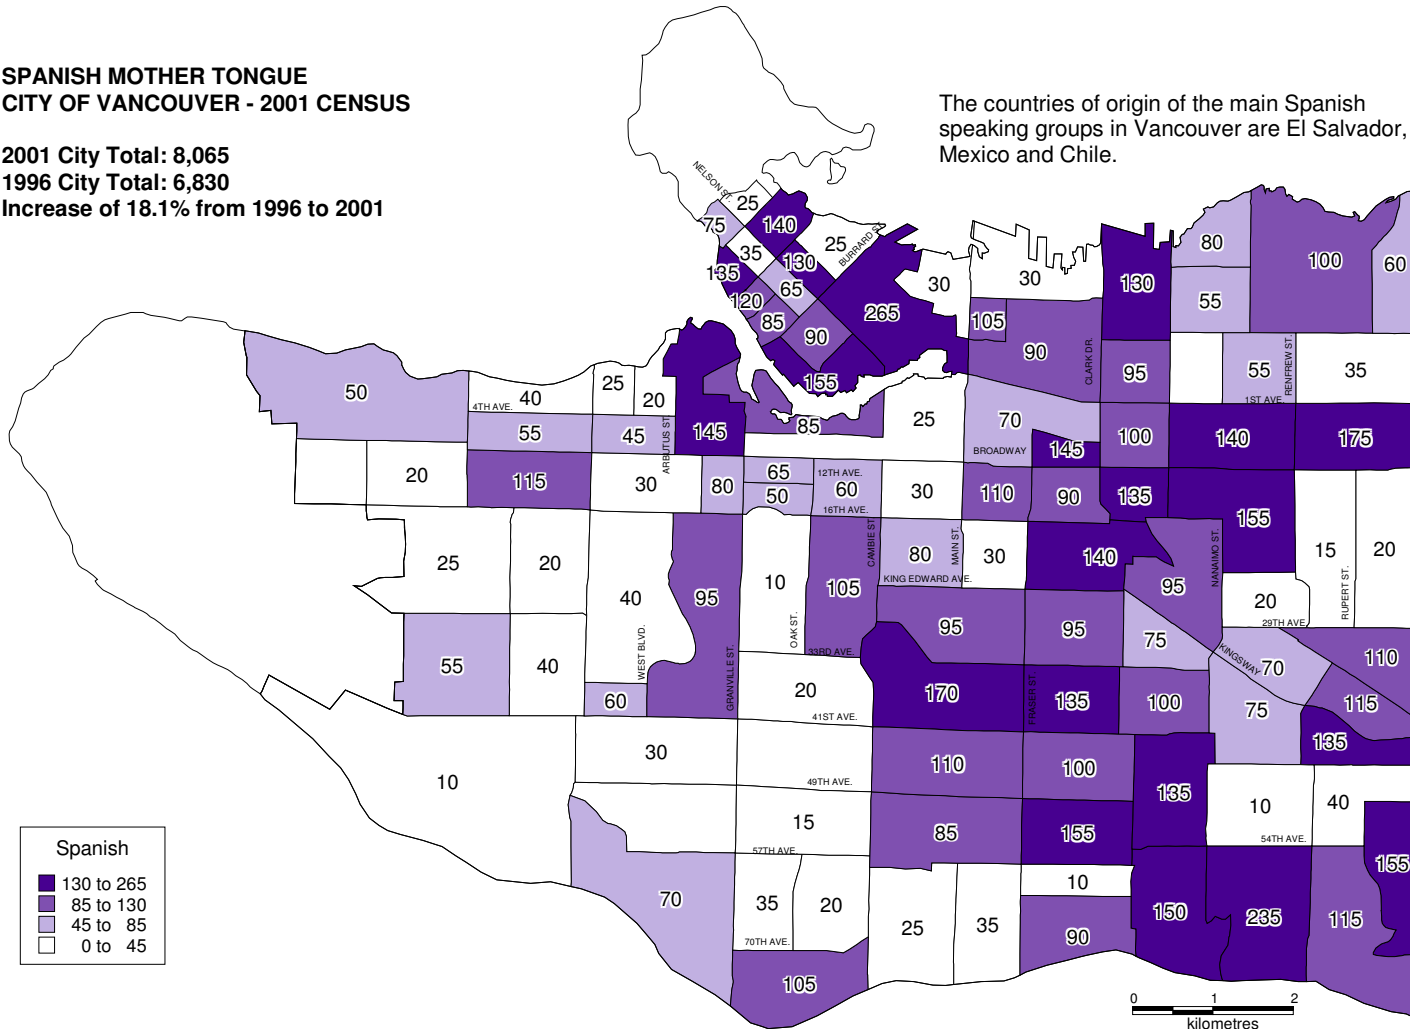 SPANISH MOTHER TONGUE
CITY OF VANCOUVER - 2001 CENSUS
2001 City Total: 8,065
1996 City Total: 6,830
Increase of 18.1% from 1996 to 2001
The countries of origin of the main Spanish
speaking groups in Vancouver are El Salvador,
Mexico and Chile.
NELSON ST.
25
75
140
25
BURRARD ST.
35
130
135
65
120
85
90
265
155
30
30
105
90
CLARK DR.
130
95
80
55
100
60
55
RENFREW ST.
35
1ST AVE.
50
40
4TH AVE.
25
20
55
45
ARBUTUS ST.
145
85
25
70
BROADWAY
145
100
140
175
20
115
30
80
65
50
12TH AVE.
60
16TH AVE.
30
110
90
135
155
25
20
40
WEST BLVD.
95
GRANVILLE ST.
10
OAK ST.
105
CAMBIE ST.
33RD AVE.
80
MAIN ST.
KING EDWARD AVE.
30
140
95
NANAIMO ST.
20
29TH AVE.
15
RUPERT ST.
20
55
40
60
20
41ST AVE.
95
95
75
KINGSWAY
70
110
170
FRASER ST.
135
100
75
115
135
10
30
49TH AVE.
110
100
135
10
54TH AVE.
40
15
57TH AVE.
85
155
155
70
35
70TH AVE.
20
25
35
10
90
150
235
115
105
Spanish
130 to 265
85 to 130
45 to 85
0 to 45
0 1 2
kilometres